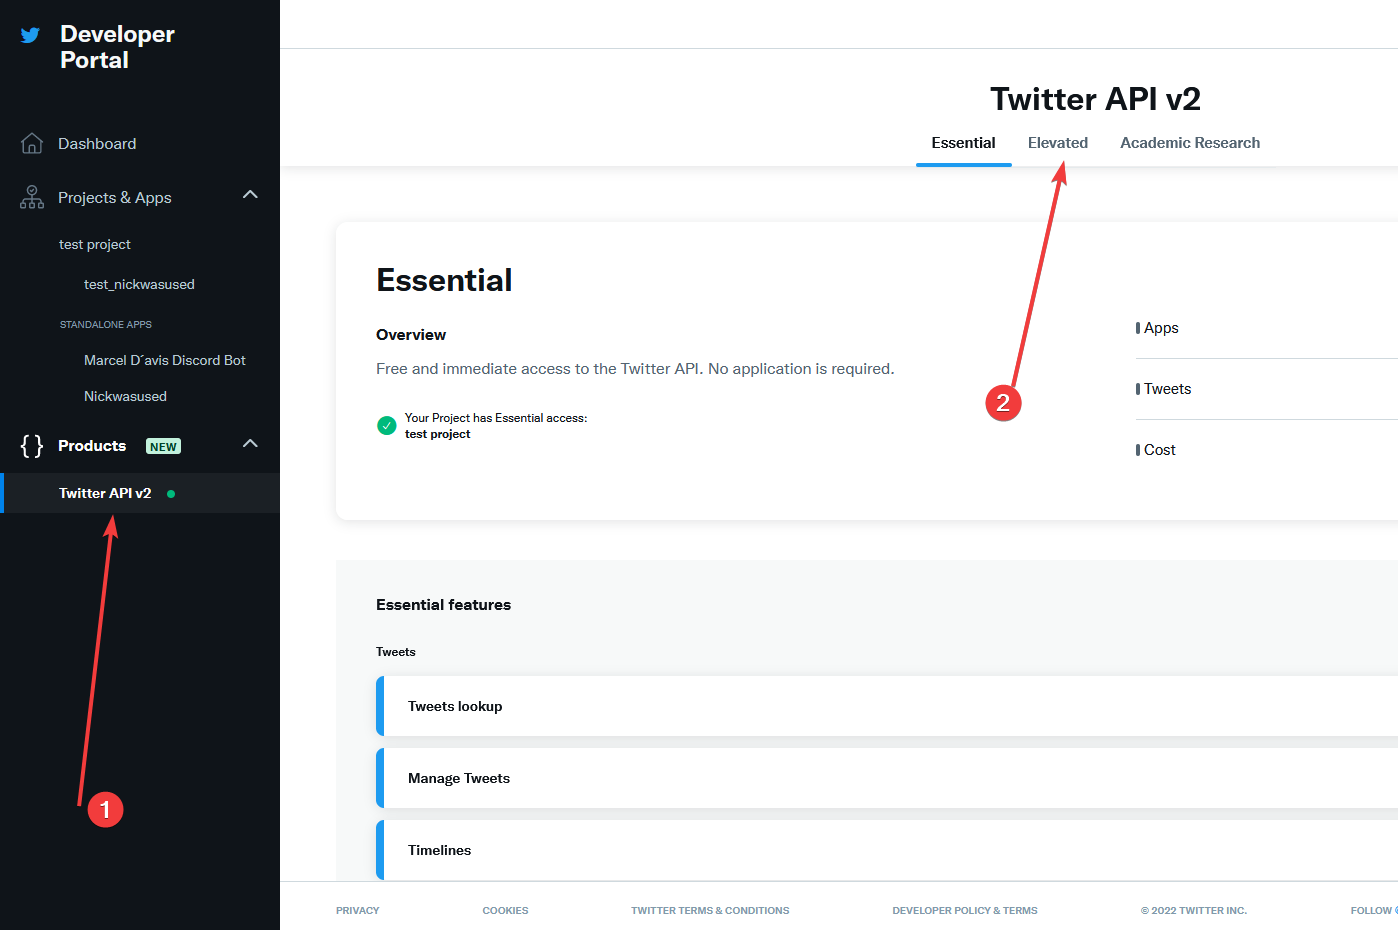 Developer
Portal
Dashboard
Projects & Apps
test project
test_nickwasused
STANDALONE APPS
Marcel D´avis Discord Bot
Nickwasused
{ } Products NEW
Twitter API v2
1
Twitter API v2
Essential Elevated Academic Research
2
Essential
Overview
Free and immediate access to the Twitter API. No application is required.
Your Project has Essential access:
test project
Apps
Tweets
Cost
Essential features
Tweets
Tweets lookup
Manage Tweets
Timelines
PRIVACY COOKIES TWITTER TERMS & CONDITIONS DEVELOPER POLICY & TERMS © 2022 TWITTER INC. FOLLOW